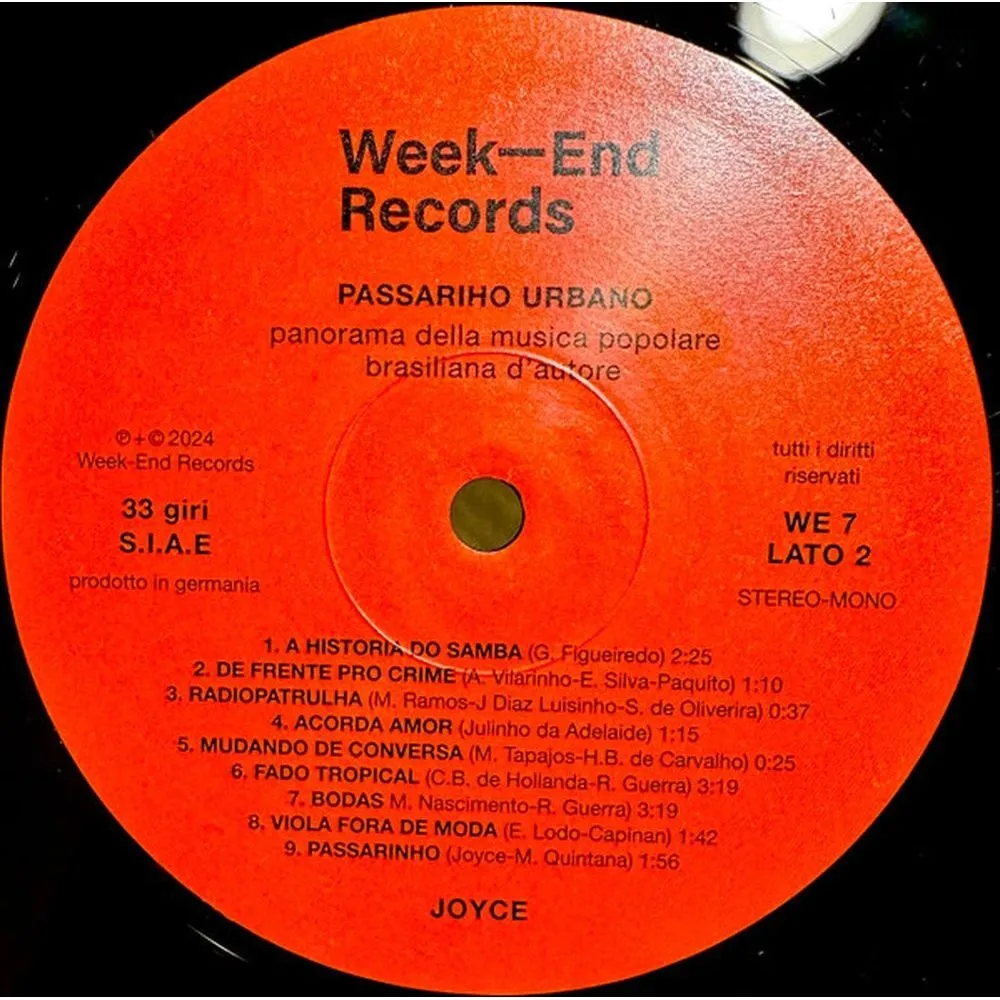 Week—End
Records
PASSARIHO URBANO
panorama della musica popolare
brasiliana d'autore
℗+© 2024
Week-End Records
33 giri
S.I.A.E
prodotto in germania
tutti i diritti
riservati
WE 7
LATO 2
STEREO-MONO
1. A HISTORIA DO SAMBA (G. Figueiredo) 2:25
2. DE FRENTE PRO CRIME (A. Vilarinho-E. Silva-Paquito) 1:10
3. RADIOPATRULHA (M. Ramos-J Diaz Luisinho-S. de Oliverira) 0:37
4. ACORDA AMOR (Julinho da Adelaide) 1:15
5. MUDANDO DE CONVERSA (M. Tapajos-H.B. de Carvalho) 0:25
6. FADO TROPICAL (C.B. de Hollanda-R. Guerra) 3:19
7. BODAS M. Nascimento-R. Guerra) 3:19
8. VIOLA FORA DE MODA (E. Lodo-Capinan) 1:42
9. PASSARINHO (Joyce-M. Quintana) 1:56
JOYCE